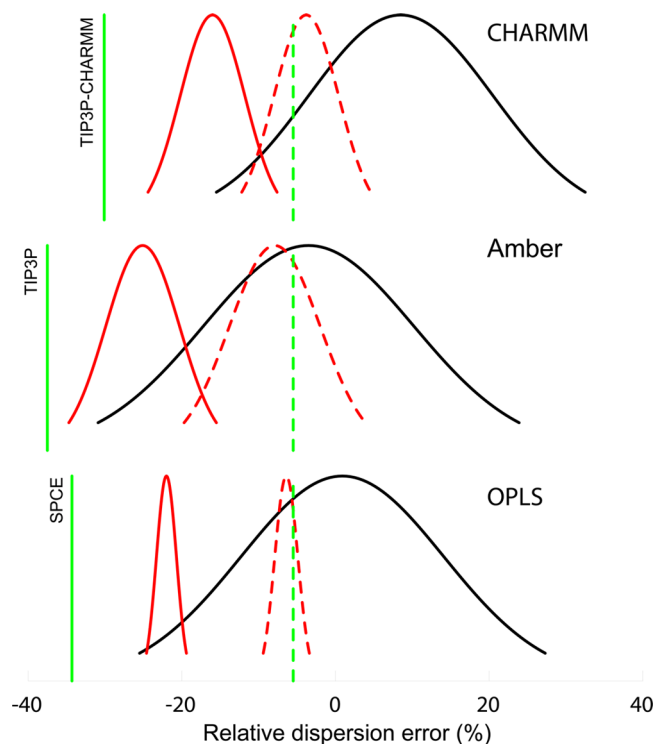 CHARMM
TIP3P-CHARMM
Amber
TIP3P
OPLS
SPCE
-40 -20 0 20 40
Relative dispersion error (%)